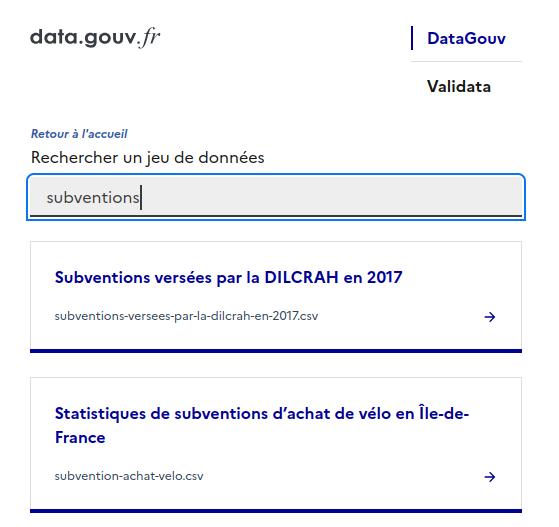 data.gouv.fr
DataGouv
Validata
Retour à l'accueil
Rechercher un jeu de données
subventions
Subventions versées par la DILCRAH en 2017
subventions-versees-par-la-dilcrah-en-2017.csv
Statistiques de subventions d’achat de vélo en Île-de-
France
subvention-achat-velo.csv